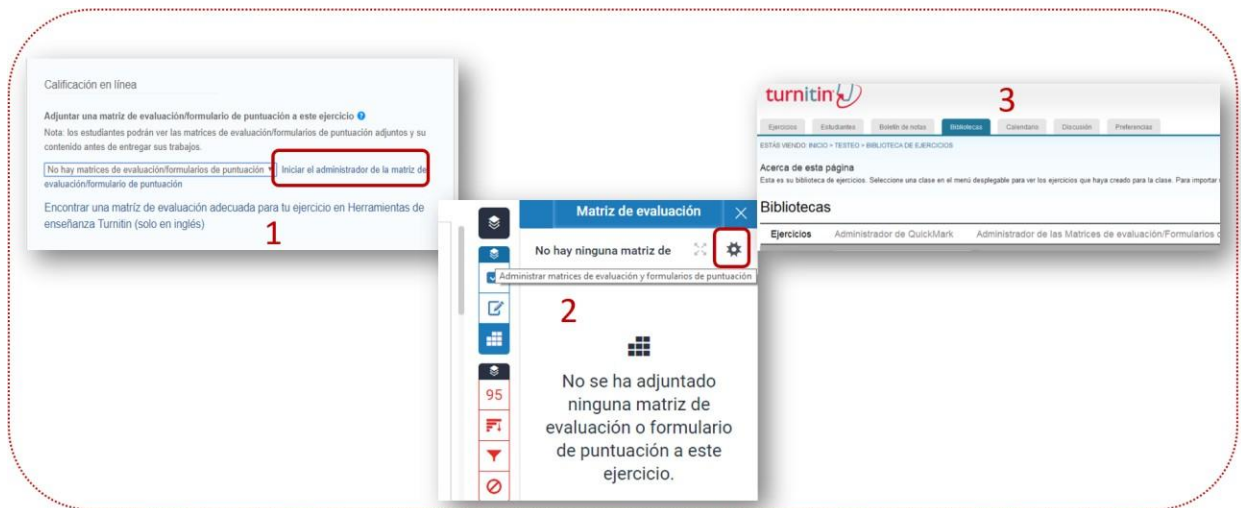 Calificación en línea
Adjuntar una matriz de evaluación/formulario de puntuación a este ejercicio ?
Nota: los estudiantes podrán ver las matrices de evaluación/formularios de puntuación adjuntos y su
contenido antes de entregar sus trabajos.
No hay matrices de evaluación/formularios de puntuación Iniciar el administrador de la matriz de
evaluación/formulario de puntuación
Encontrar una matríz de evaluación adecuada para tu ejercicio en Herramientas de
enseñanza Turnitin (solo en inglés)
1
Matriz de evaluación
No hay ninguna matriz de
Administrar matrices de evaluación y formularios de puntuación
2
95
No se ha adjuntado
ninguna matriz de
evaluación o formulario
de puntuación a este
ejercicio.
turnitin
3
Ejercicios Estudiantes Boletín de notas Bibliotecas Calendario Discusión Preferencias
ESTÁS VIENDO: INICIO > TESTEO > BIBLIOTECA DE EJERCICIOS
Acerca de esta página
Esta es su biblioteca de ejercicios. Seleccione una clase en el menú desplegable para ver los ejercicios que haya creado para la clase. Para importar
Bibliotecas
Ejercicios Administrador de QuickMark Administrador de las Matrices de evaluación/Formularios